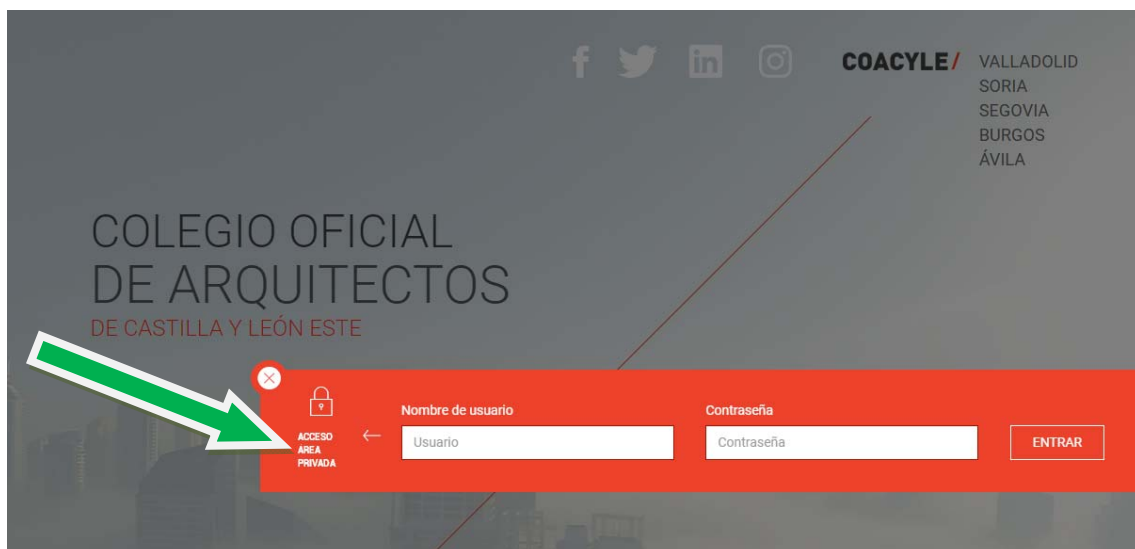 COACYLE/
VALLADOLID
SORIA
SEGOVIA
BURGOS
ÁVILA
COLEGIO OFICIAL
DE ARQUITECTOS
DE CASTILLA Y LEÓN ESTE
ACCESO
ÁREA
PRIVADA
Nombre de usuario
Usuario
Contraseña
Contraseña
ENTRAR